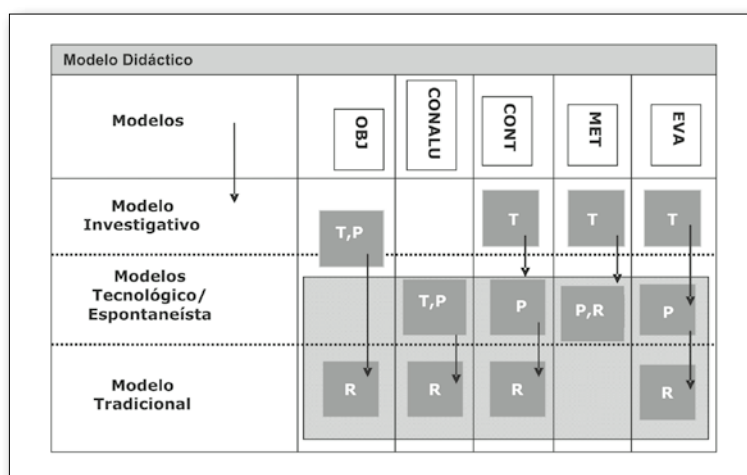 Modelo Didáctico
Modelos
OBJ
CONALU
CONT
MET
EVA
Modelo
Investigativo
T,P
T
T
T
Modelos
Tecnológico/
Espontaneísta
T,P
P
P,R
P
Modelo
Tradicional
R
R
R
R